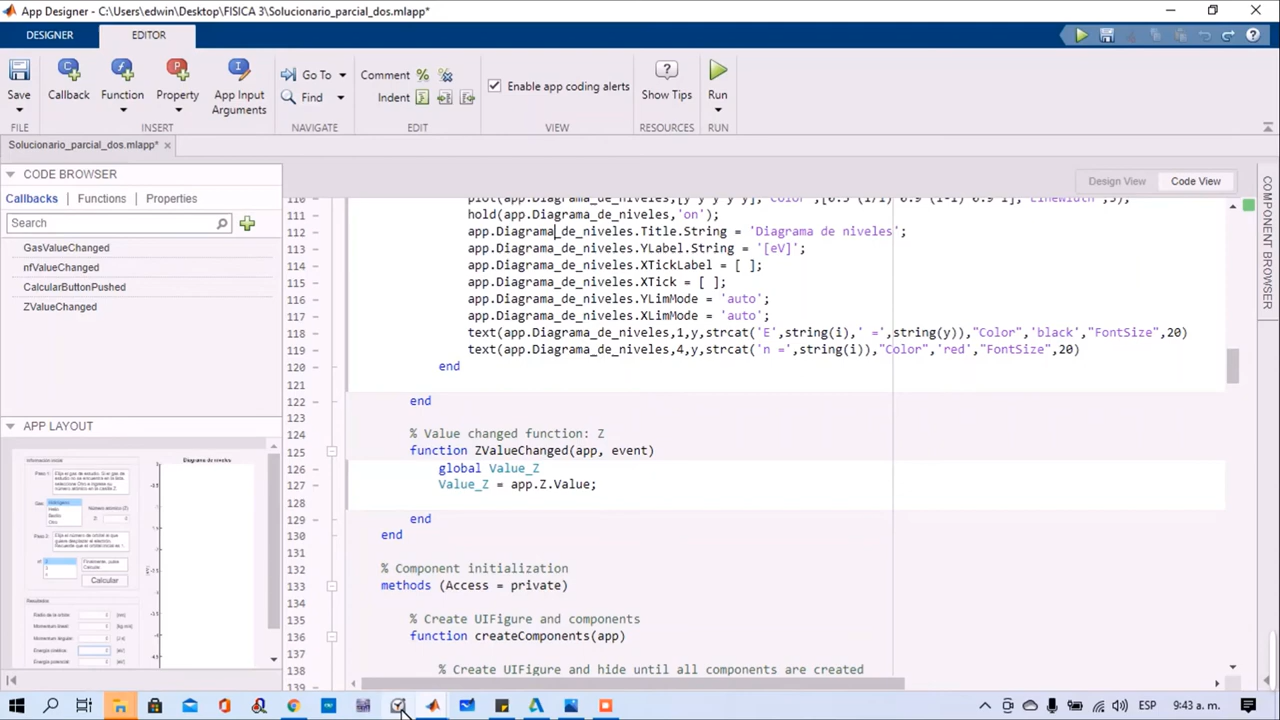 App Designer - C:\Users\edwin\Desktop\FISICA 3\Solucionario_parcial_dos.mlapp*
DESIGNER
EDITOR
Save
Callback
Function
Property
App Input
Arguments
Go To
Find
Comment
Indent
Enable app coding alerts
Show Tips
Run
FILE
INSERT
NAVIGATE
EDIT
VIEW
RESOURCES
RUN
Solucionario_parcial_dos.mlapp*
CODE BROWSER
Callbacks
Functions
Properties
Search
GasValueChanged
nfValueChanged
CalcularButtonPushed
ZValueChanged
APP LAYOUT
Diagrama de niveles
Calcular
Resultados
Design View
Code View
COMPONENT BROWSER
111 hold(app.Diagrama_de_niveles,'on');
112 app.Diagrama_de_niveles.Title.String = 'Diagrama de niveles';
113 app.Diagrama_de_niveles.YLabel.String = '[eV]';
114 app.Diagrama_de_niveles.XTickLabel = [ ];
115 app.Diagrama_de_niveles.XTick = [ ];
116 app.Diagrama_de_niveles.YLimMode = 'auto';
117 app.Diagrama_de_niveles.XLimMode = 'auto';
118 text(app.Diagrama_de_niveles,1,y,strcat('E',string(i),' =',string(y)),"Color",'black',"FontSize",20)
119 text(app.Diagrama_de_niveles,4,y,strcat('n =',string(i)),"Color",'red',"FontSize",20)
120 end
121
122 end
123
124 % Value changed function: Z
125 function ZValueChanged(app, event)
126 global Value_Z
127 Value_Z = app.Z.Value;
128
129 end
130 end
131
132 % Component initialization
133 methods (Access = private)
134
135 % Create UIFigure and components
136 function createComponents(app)
137
138 % Create UIFigure and hide until all components are created
139
ESP
9:43 a. m.